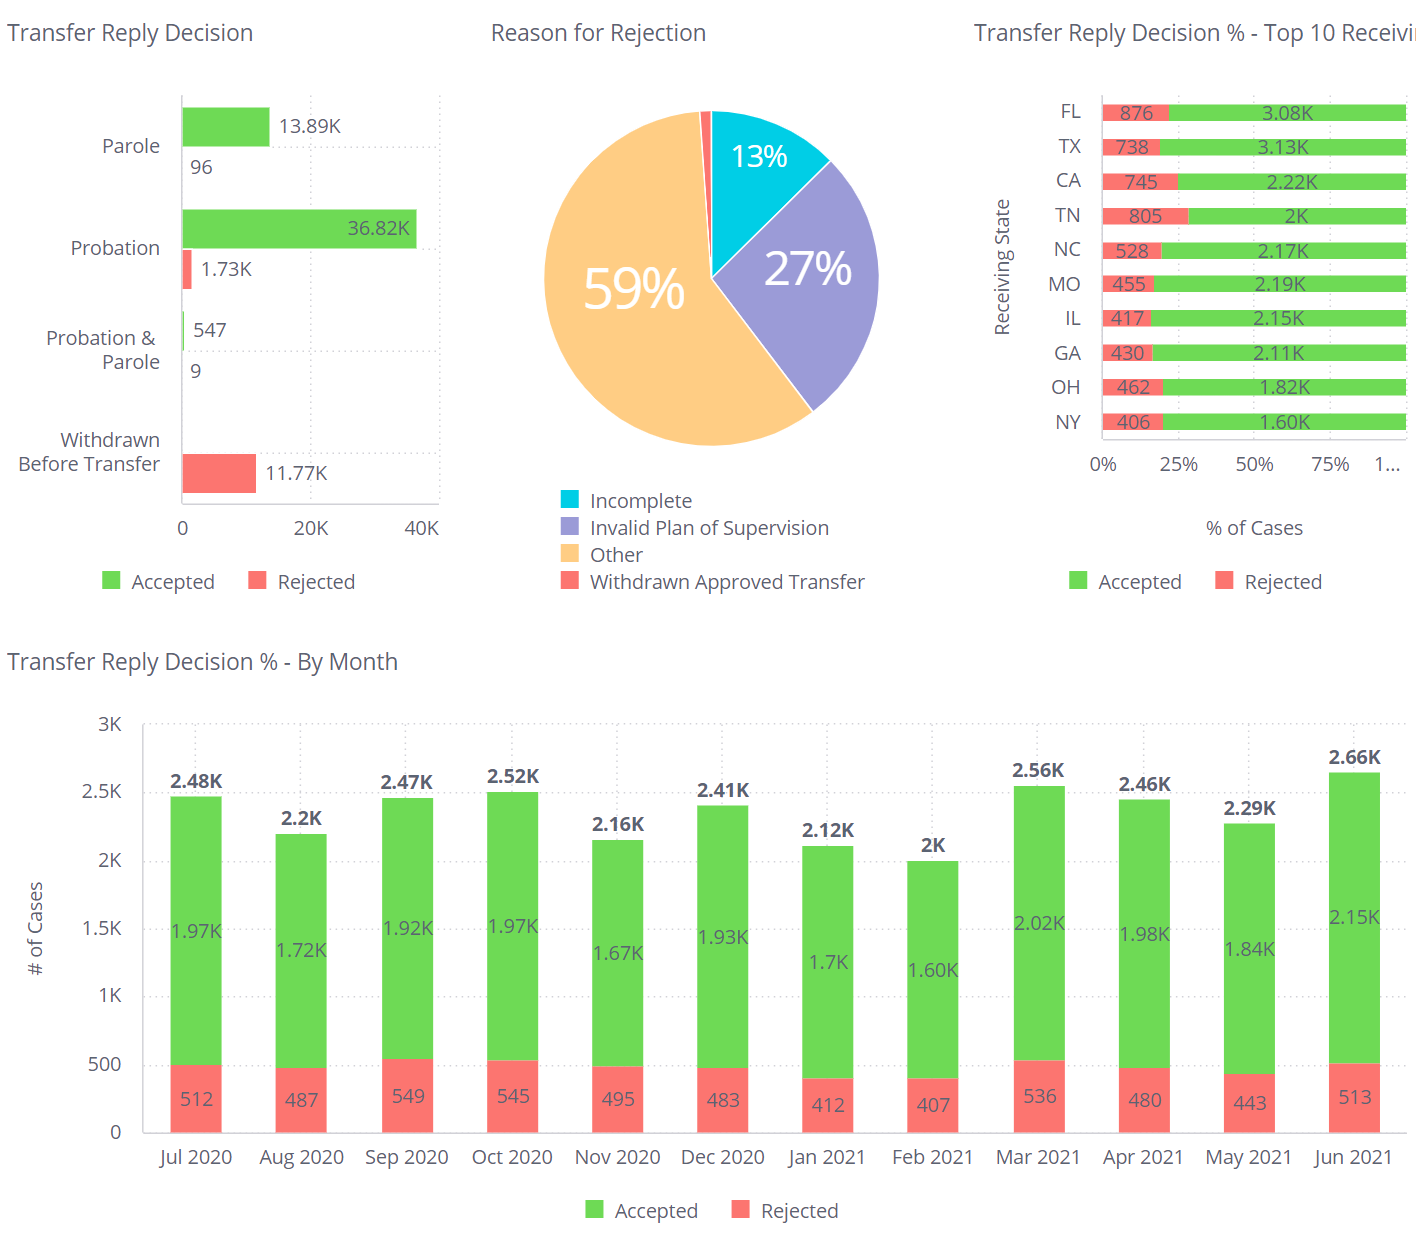 Transfer Reply Decision
Parole
13.89K
96
Probation
36.82K
1.73K
Probation &
Parole
547
9
Withdrawn
Before Transfer
11.77K
0 20K 40K
Accepted Rejected
Reason for Rejection
13%
27%
59%
Incomplete
Invalid Plan of Supervision
Other
Withdrawn Approved Transfer
Transfer Reply Decision % - Top 10 Receivi
Receiving State
FL 876 3.08K
TX 738 3.13K
CA 745 2.22K
TN 805 2K
NC 528 2.17K
MO 455 2.19K
IL 417 2.15K
GA 430 2.11K
OH 462 1.82K
NY 406 1.60K
0% 25% 50% 75% 1...
% of Cases
Accepted Rejected
Transfer Reply Decision % - By Month
# of Cases
3K
2.5K
2K
1.5K
1K
500
0
2.48K 2.2K 2.47K 2.52K 2.16K 2.41K 2.12K 2K 2.56K 2.46K 2.29K 2.66K
1.97K 1.72K 1.92K 1.97K 1.67K 1.93K 1.7K 1.60K 2.02K 1.98K 1.84K 2.15K
512 487 549 545 495 483 412 407 536 480 443 513
Jul 2020 Aug 2020 Sep 2020 Oct 2020 Nov 2020 Dec 2020 Jan 2021 Feb 2021 Mar 2021 Apr 2021 May 2021 Jun 2021
Accepted Rejected